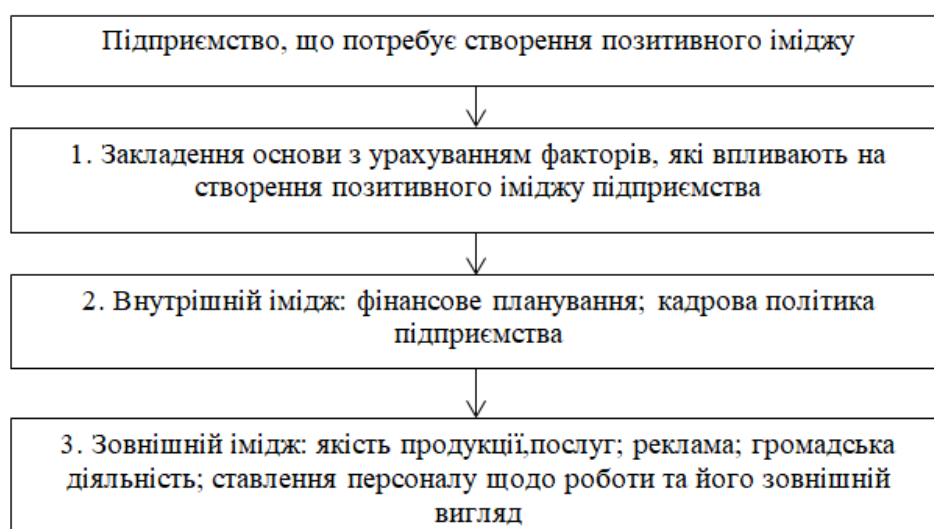 Підприємство, що потребує створення позитивного іміджу
1. Закладення основи з урахуванням факторів, які впливають на
створення позитивного іміджу підприємства
2. Внутрішній імідж: фінансове планування; кадрова політика
підприємства
3. Зовнішній імідж: якість продукції,послуг; реклама; громадська
діяльність; ставлення персоналу щодо роботи та його зовнішній
вигляд